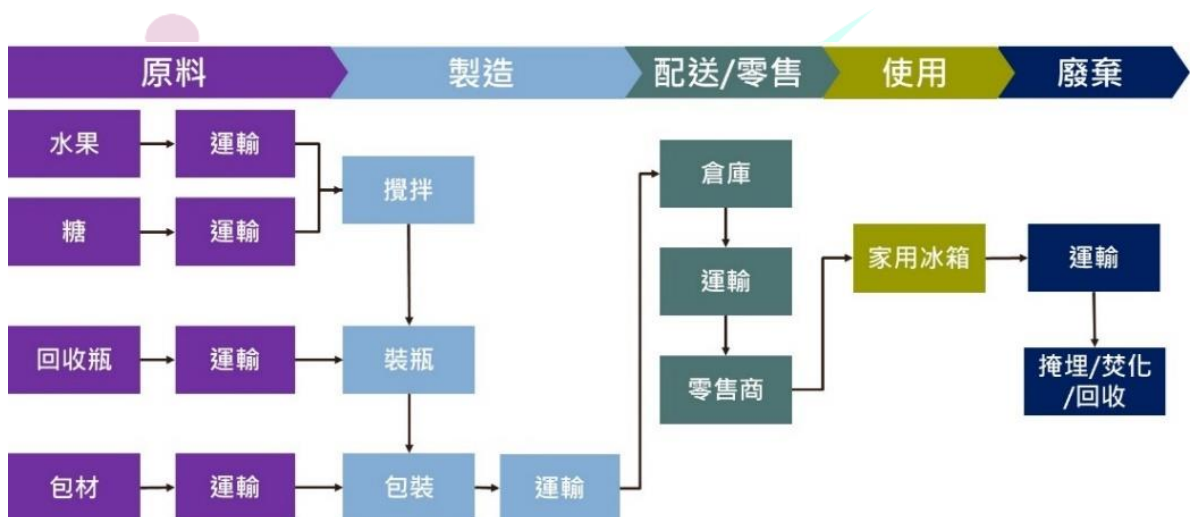 原料
製造
配送/零售
使用
廢棄
水果
運輸
糖
運輸
回收瓶
運輸
包材
運輸
攪拌
裝瓶
包裝
運輸
倉庫
運輸
零售商
家用冰箱
運輸
掩埋/焚化
/回收